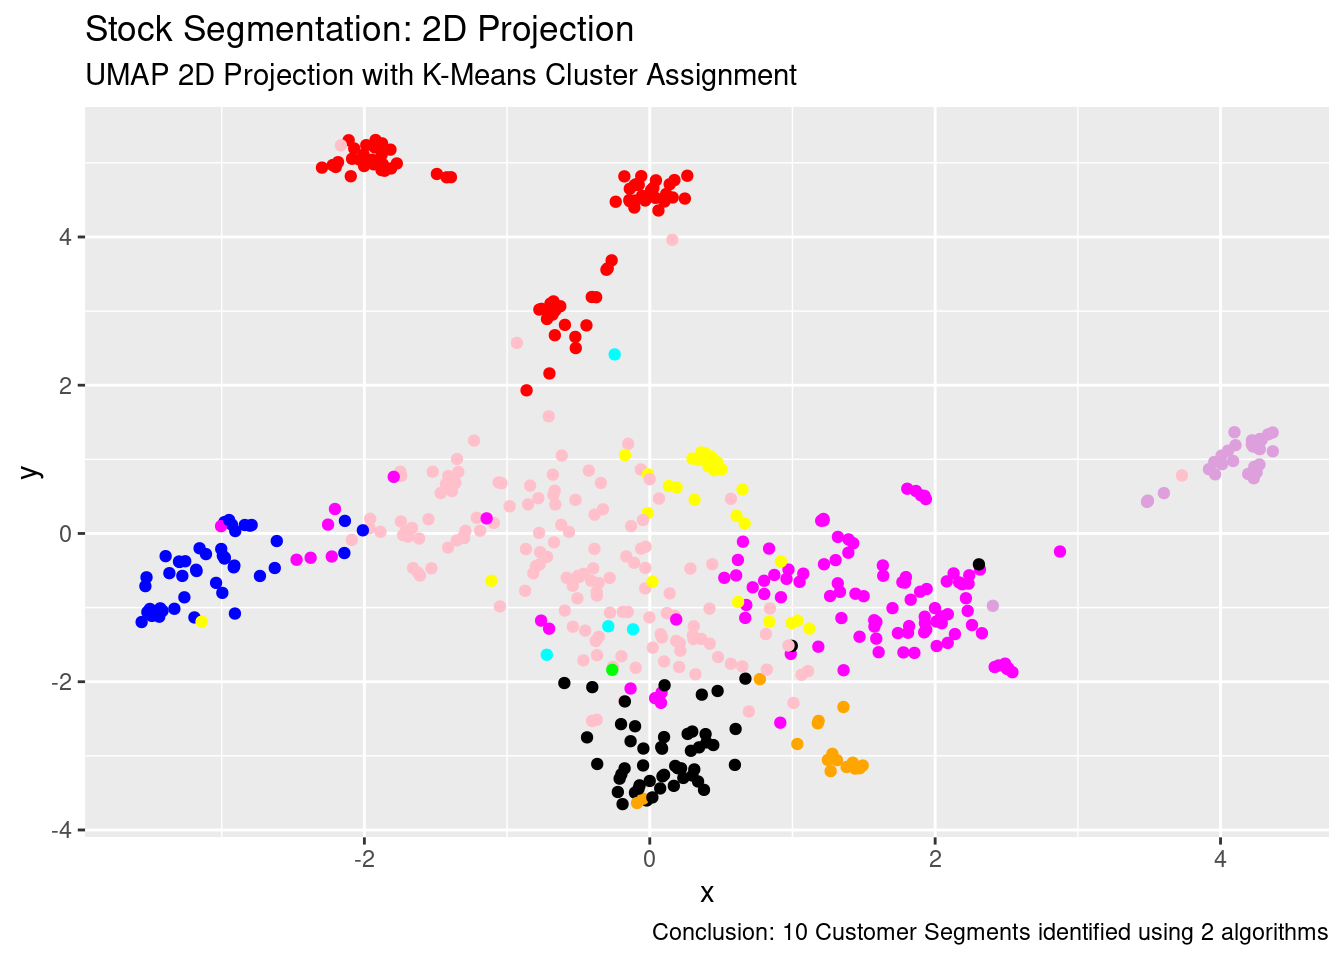 Stock Segmentation: 2D Projection
UMAP 2D Projection with K-Means Cluster Assignment
4
2
0
-2
-4
y
-2 0 2 4
x
Conclusion: 10 Customer Segments identified using 2 algorithms